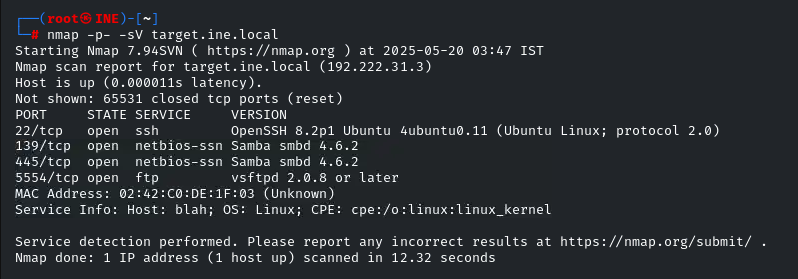 ┌──(root㉿INE)-[~]
└─# nmap -p- -sV target.ine.local
Starting Nmap 7.94SVN ( https://nmap.org ) at 2025-05-20 03:47 IST
Nmap scan report for target.ine.local (192.222.31.3)
Host is up (0.000011s latency).
Not shown: 65531 closed tcp ports (reset)
PORT     STATE SERVICE     VERSION
22/tcp   open  ssh         OpenSSH 8.2p1 Ubuntu 4ubuntu0.11 (Ubuntu Linux; protocol 2.0)
139/tcp  open  netbios-ssn Samba smbd 4.6.2
445/tcp  open  netbios-ssn Samba smbd 4.6.2
5554/tcp open  ftp         vsftpd 2.0.8 or later
MAC Address: 02:42:C0:DE:1F:03 (Unknown)
Service Info: Host: blah; OS: Linux; CPE: cpe:/o:linux:linux_kernel

Service detection performed. Please report any incorrect results at https://nmap.org/submit/ .
Nmap done: 1 IP address (1 host up) scanned in 12.32 seconds